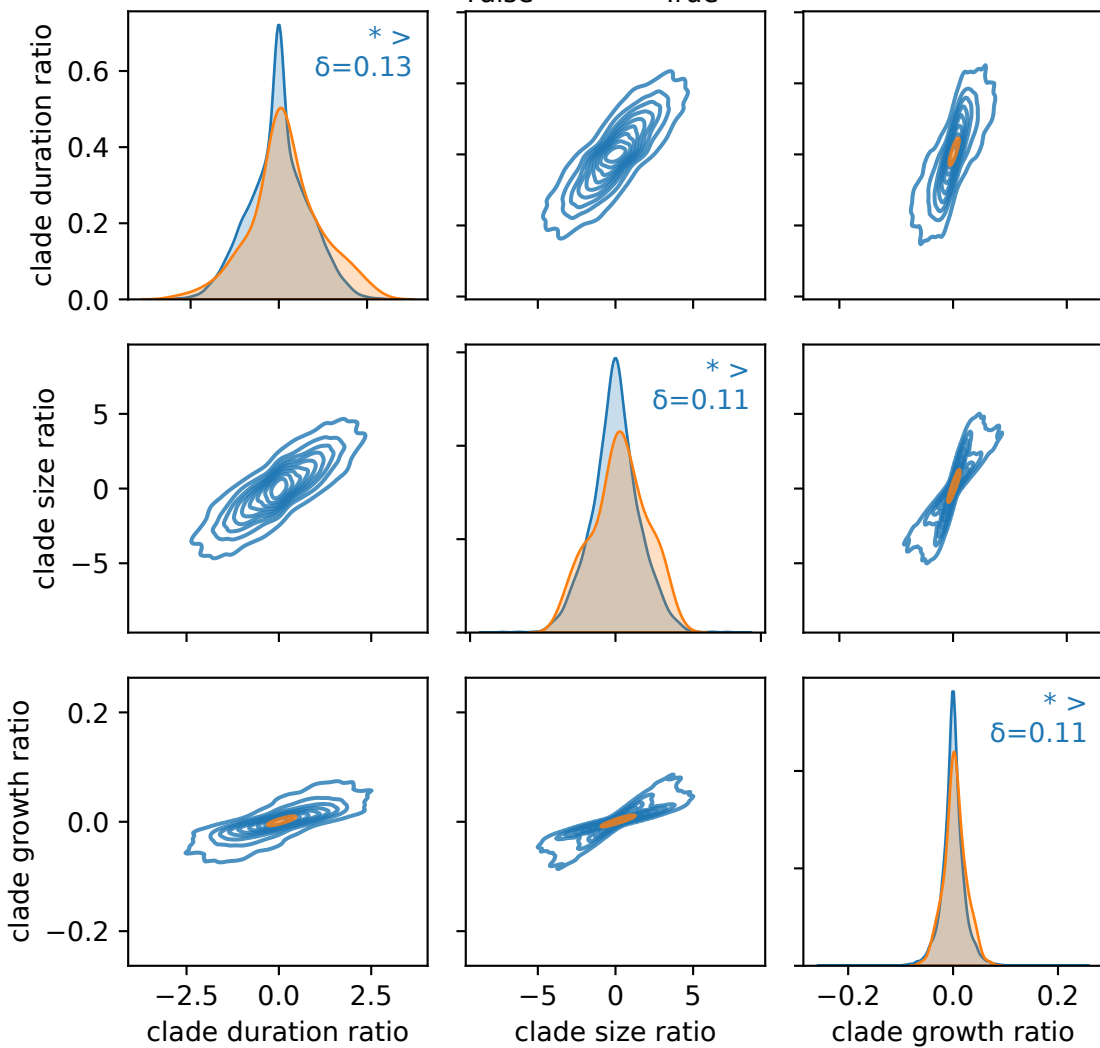 clade duration ratio
0.6
0.4
0.2
0.0
* >
δ=0.13
clade size ratio
5
0
−5
* >
δ=0.11
clade growth ratio
0.2
0.0
−0.2
* >
δ=0.11
−2.5 0.0 2.5
−5 0 5
−0.2 0.0 0.2
clade duration ratio
clade size ratio
clade growth ratio